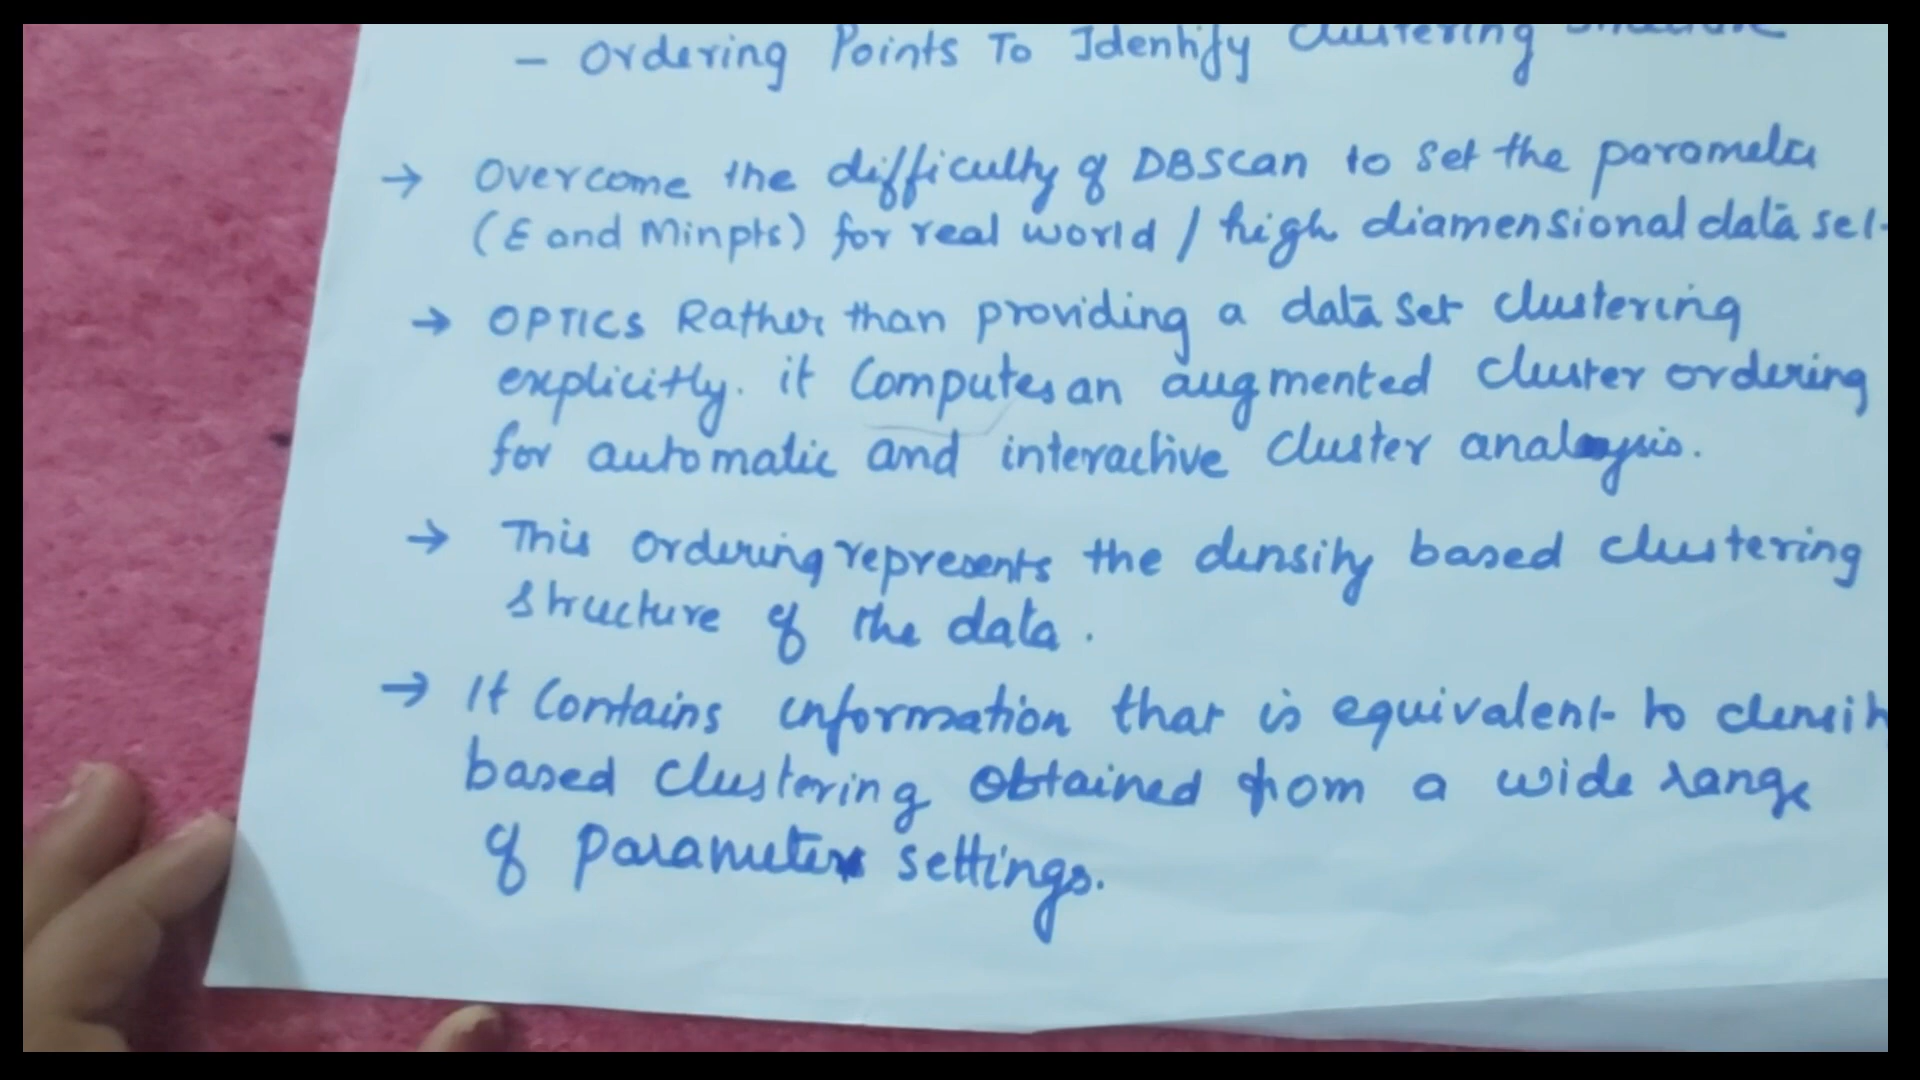 - Ordering Points To Identify Clustering
→ Overcome the difficulty of DBScan to set the parameter
(ε and Minpts) for real world / high diamensional data set
→ OPTICS Rather than providing a data set clustering
explicitly. it Computes an augmented cluster ordering
for automatic and interactive Cluster analaysis.
→ This ordering represents the density based clustering
structure of the data.
→ It Contains information that is equivalent to
based Clustering obtained from a wide range
of Parameters settings.